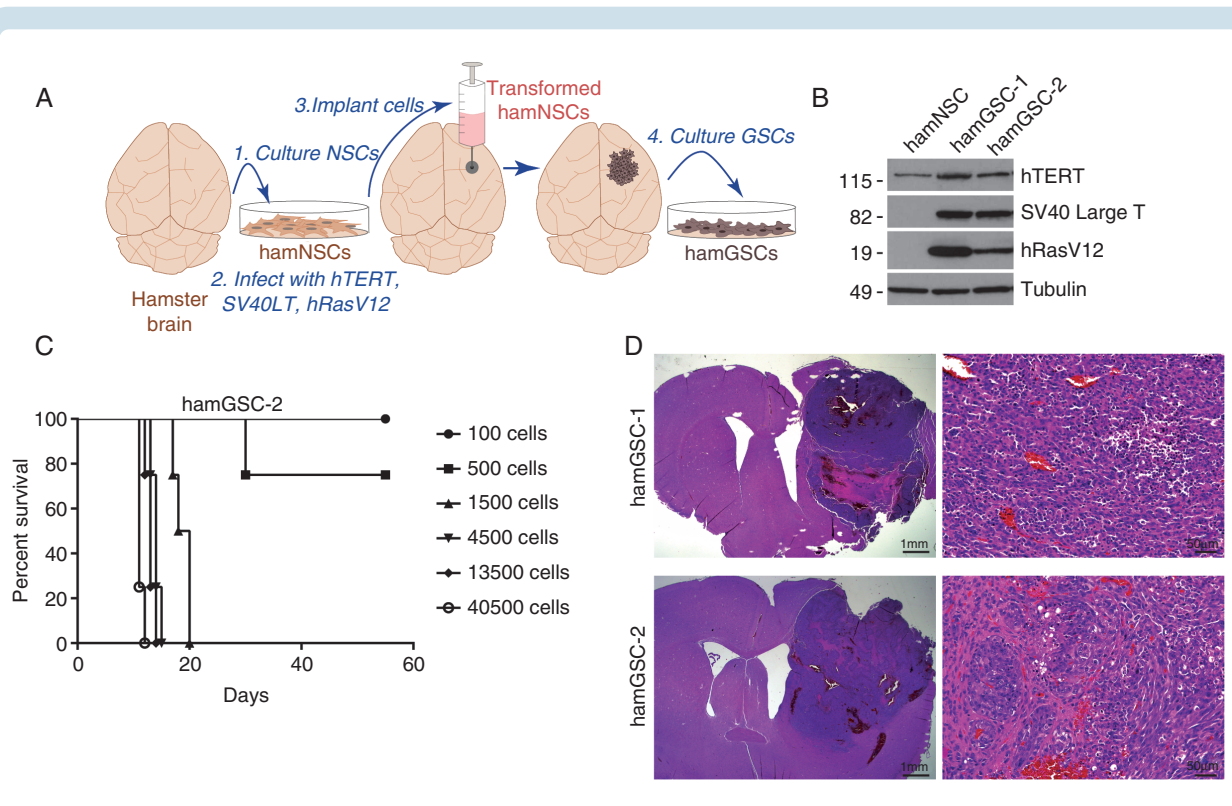 A
3.Implant cells
Transformed
hamNSCs
1. Culture NSCs
4. Culture GSCs
hamNSCs
hamGSCs
2. Infect with hTERT,
SV40LT, hRasV12
Hamster
brain
B
hamNSC
hamGSC-1
hamGSC-2
115 -
hTERT
82 -
SV40 Large T
19 -
hRasV12
49 -
Tubulin
C
hamGSC-2
Percent survival
100
80
60
40
20
0
0
20
40
60
Days
100 cells
500 cells
1500 cells
4500 cells
13500 cells
40500 cells
D
hamGSC-1
1mm
50µm
hamGSC-2
1mm
50µm